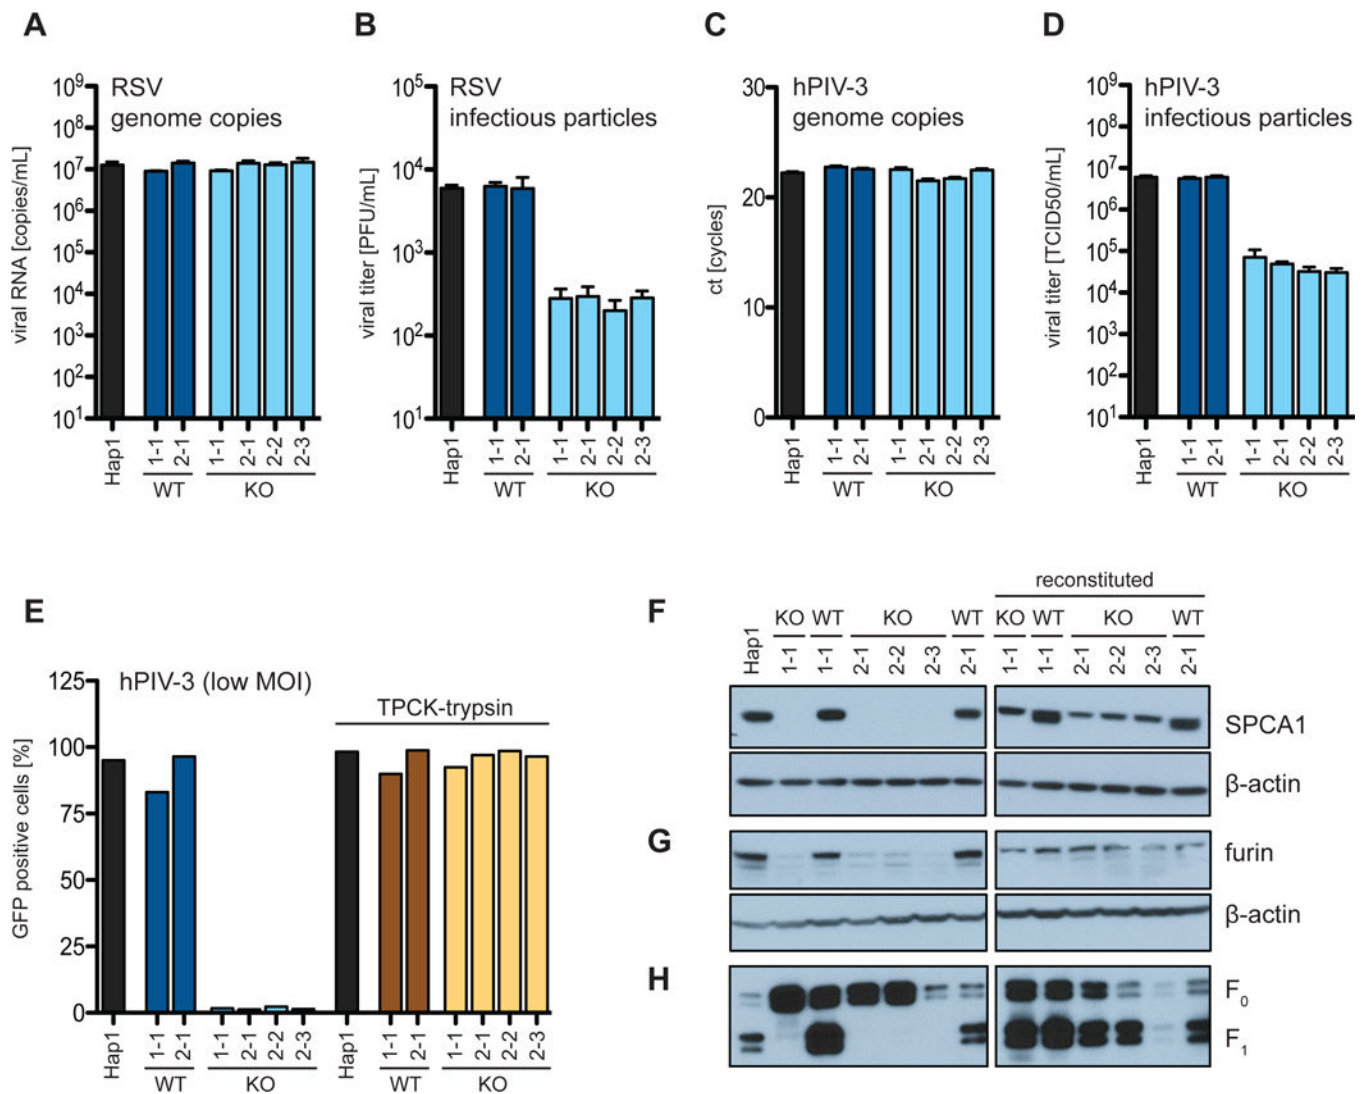 A
RSV
genome copies
viral RNA [copies/mL]
10⁹
10⁸
10⁷
10⁶
10⁵
10⁴
10³
10²
10¹
Hap1
1-1
2-1
1-1
2-1
2-2
2-3
WT
KO
B
RSV
infectious particles
viral titer [PFU/mL]
10⁵
10⁴
10³
10²
10¹
Hap1
1-1
2-1
1-1
2-1
2-2
2-3
WT
KO
C
hPIV-3
genome copies
ct [cycles]
30
20
10
0
Hap1
1-1
2-1
1-1
2-1
2-2
2-3
WT
KO
D
hPIV-3
infectious particles
viral titer [TCID50/mL]
10⁹
10⁸
10⁷
10⁶
10⁵
10⁴
10³
10²
10¹
Hap1
1-1
2-1
1-1
2-1
2-2
2-3
WT
KO
E
hPIV-3 (low MOI)
TPCK-trypsin
GFP positive cells [%]
125
100
75
50
25
0
Hap1
1-1
2-1
1-1
2-1
2-2
2-3
Hap1
1-1
2-1
1-1
2-1
2-2
2-3
WT
KO
WT
KO
F
reconstituted
KO WT KO WT KO WT KO WT
Hap1
1-1
1-1
2-1
2-2
2-3
2-1
1-1
1-1
2-1
2-2
2-3
2-1
SPCA1
β-actin
G
furin
β-actin
H
F₀
F₁